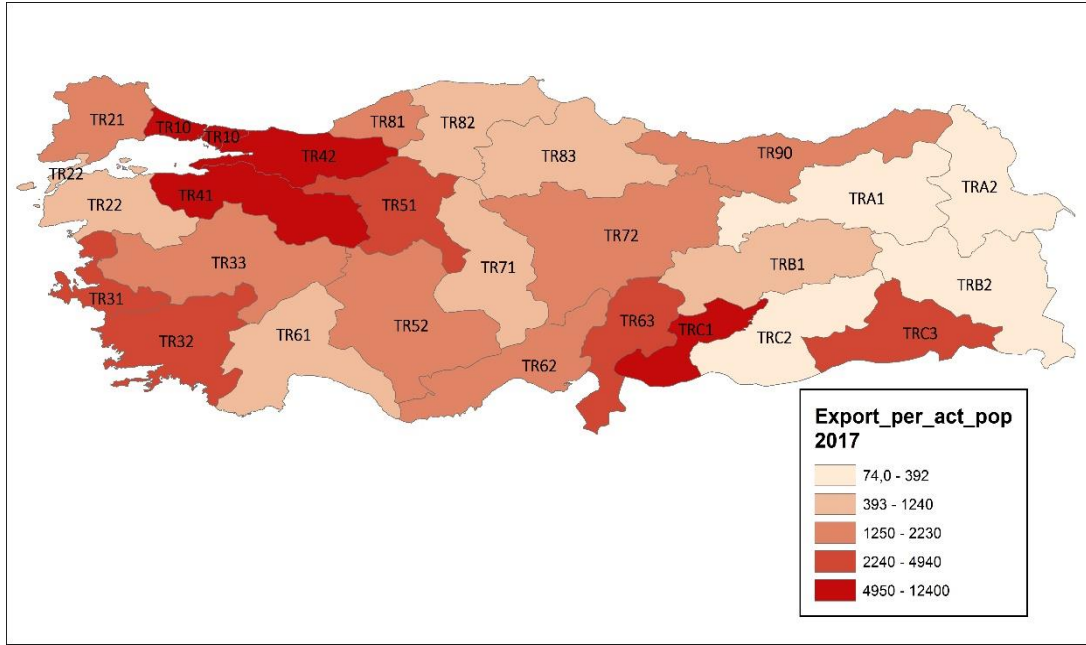 TR21
TR10
TR10
TR81
TR82
TR42
TR83
TR90
TR22
TR22
TR41
TR51
TRA1
TRA2
TR33
TR72
TR71
TRB1
TRB2
TR31
TR32
TR61
TR52
TR63
TRC1
TRC2
TRC3
TR62
Export_per_act_pop
2017
74,0 - 392
393 - 1240
1250 - 2230
2240 - 4940
4950 - 12400